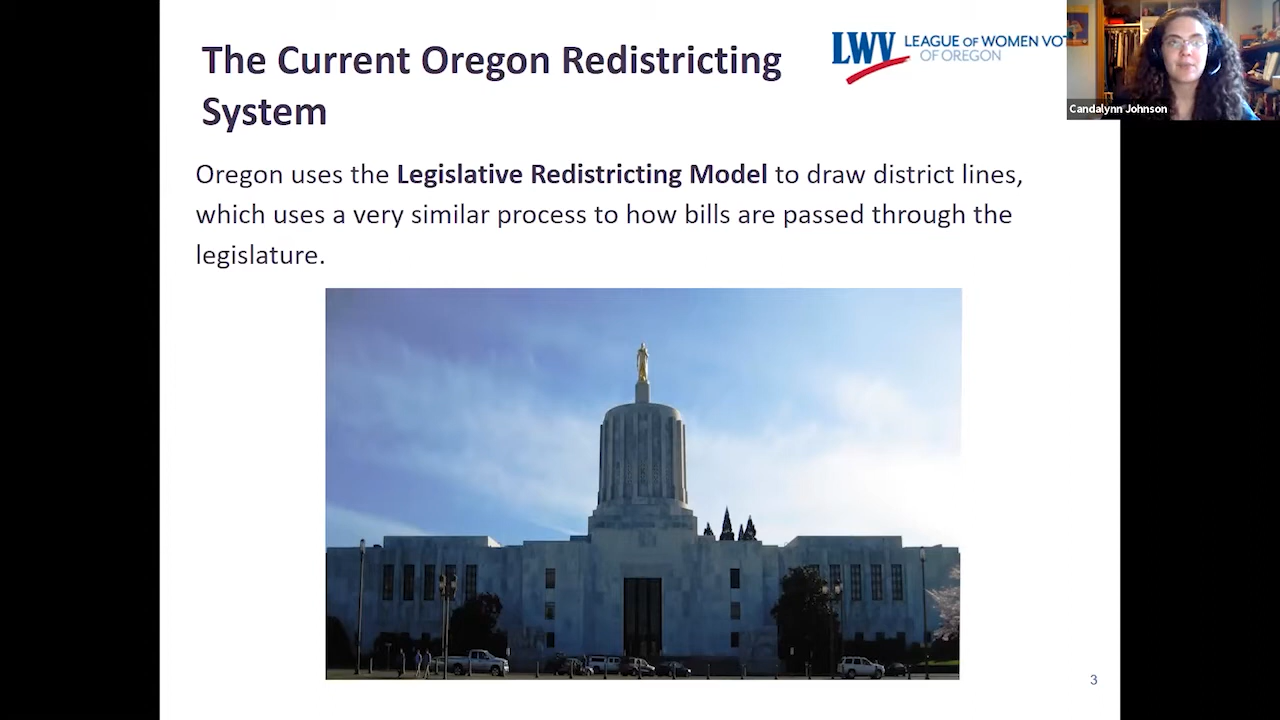 The Current Oregon Redistricting
System
LWV LEAGUE OF WOMEN VOT
OF OREGON
Candalynn Johnson
Oregon uses the Legislative Redistricting Model to draw district lines,
which uses a very similar process to how bills are passed through the
legislature.
3